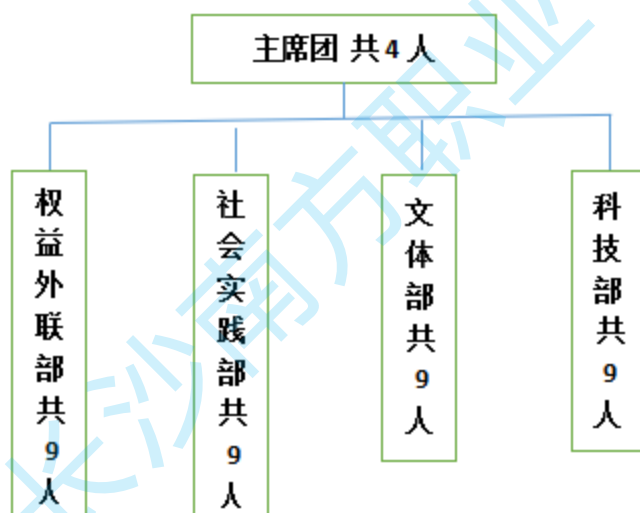 主席团 共4人
权益外联部共9人
社会实践部共9人
文体部共9人
科技部共9人
长沙南方职业